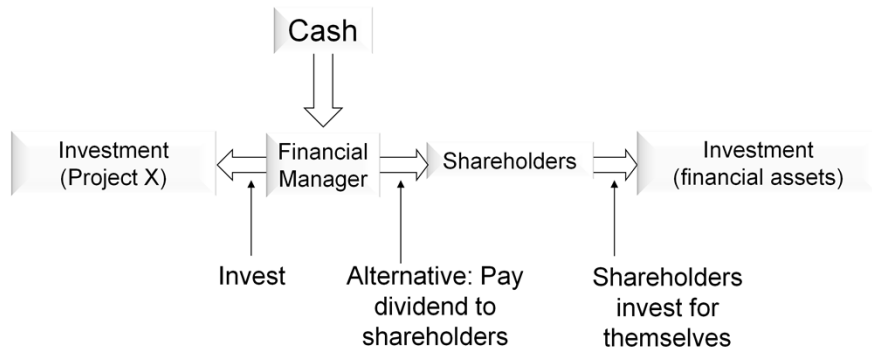 Cash
Investment
(Project X)
Financial
Manager
Shareholders
Investment
(financial assets)
Invest
Alternative: Pay
dividend to
shareholders
Shareholders
invest for
themselves